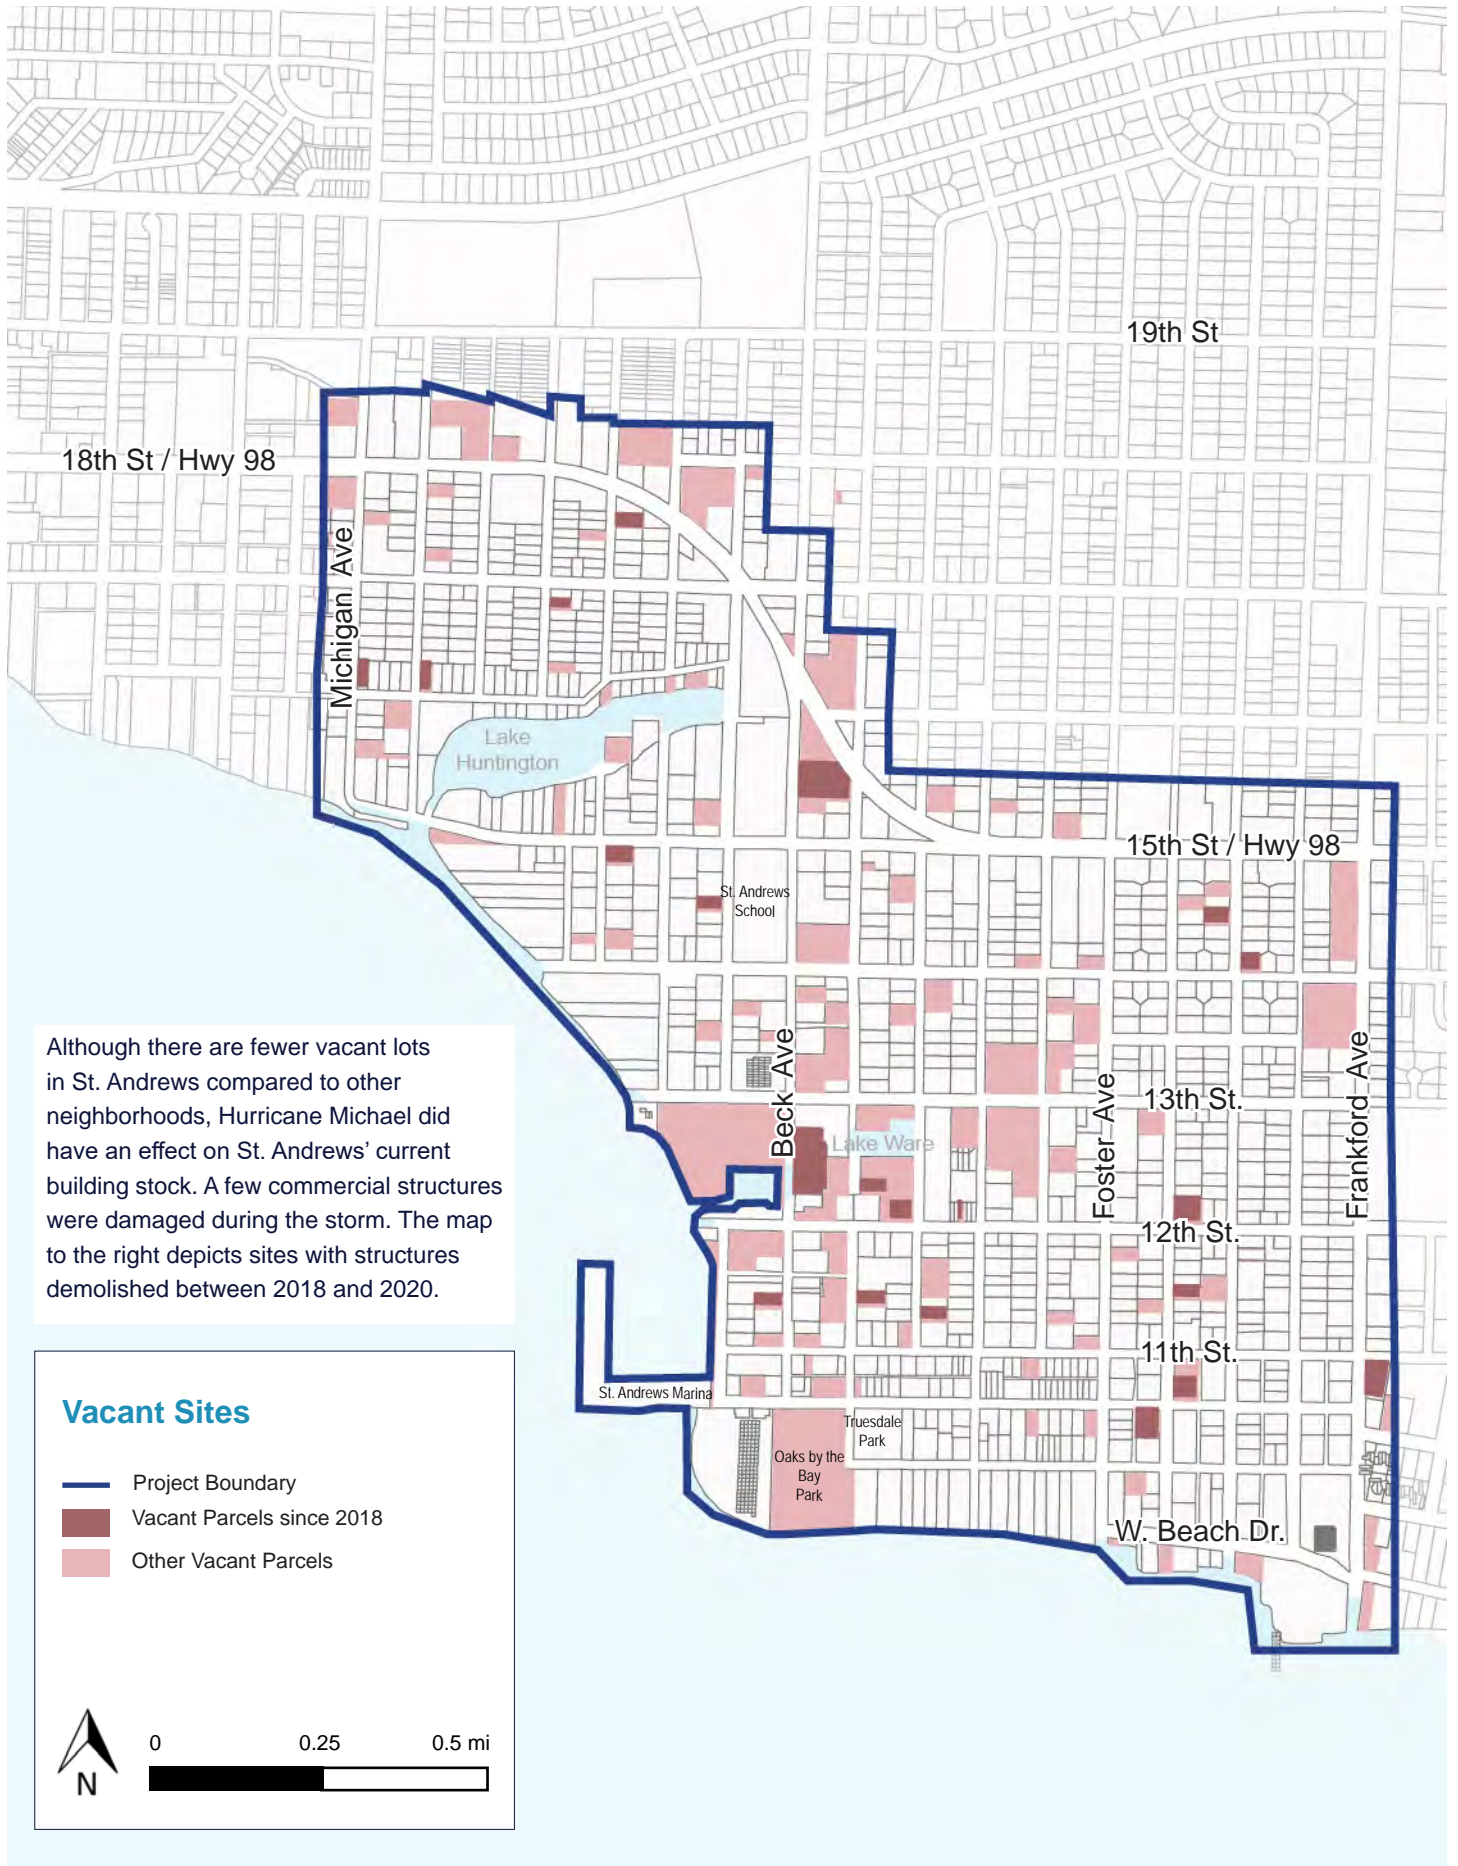 19th St
18th St / Hwy 98
Michigan Ave
Lake
Huntington
15th St / Hwy 98
St. Andrews
School
Although there are fewer vacant lots
in St. Andrews compared to other
neighborhoods, Hurricane Michael did
have an effect on St. Andrews’ current
building stock. A few commercial structures
were damaged during the storm. The map
to the right depicts sites with structures
demolished between 2018 and 2020.
Beck Ave
Foster Ave
Frankford Ave
13th St.
Lake Ware
12th St.
11th St.
St. Andrews Marina
Truesdale
Park
Oaks by the
Bay
Park
W. Beach Dr.
Vacant Sites
Project Boundary
Vacant Parcels since 2018
Other Vacant Parcels
0 0.25 0.5 mi
N